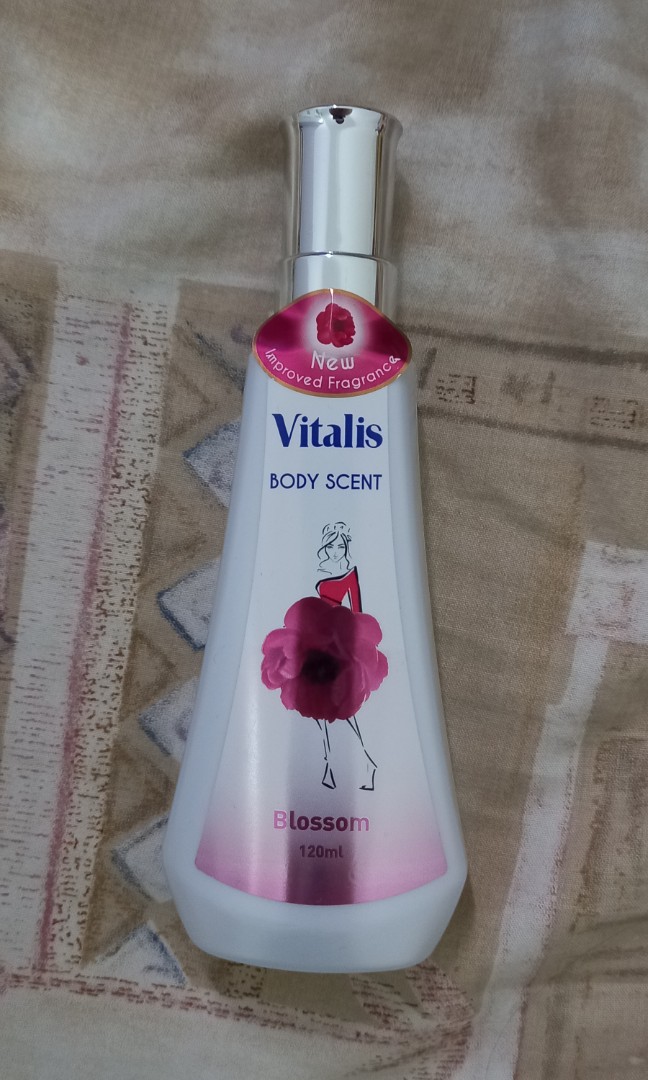 New
Improved Fragrance
Vitalis
BODY SCENT
Blossom
120ml